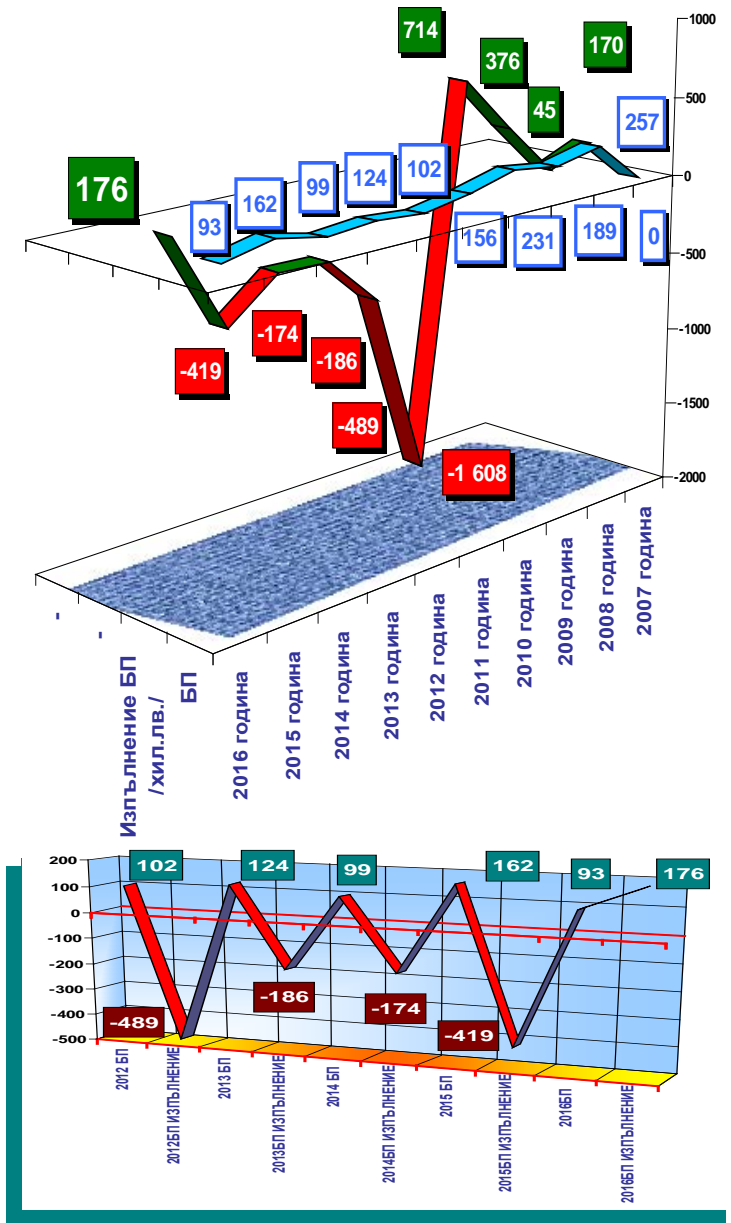 714
1000
376
170
45
500
257
102
124
0
99
176
162
93
156
231
189
0
-500
-174
-1000
-186
-419
-489
-1500
-1 608
-2000
-
-
Изпълнение БП
/хил.лв./
БП
2016 година
2015 година
2014 година
2013 година
2012 година
2011 година
2010 година
2009 година
2008 година
2007 година
200
100
0
-100
-200
-300
-400
-500
102
124
99
162
93
176
-489
-186
-174
-419
2012 БП
2012БП ИЗПЪЛНЕНИЕ
2013 БП
2013БП ИЗПЪЛНЕНИЕ
2014 БП
2014БП ИЗПЪЛНЕНИЕ
2015 БП
2015БП ИЗПЪЛНЕНИЕ
2016БП
2016БП ИЗПЪЛНЕНИЕ